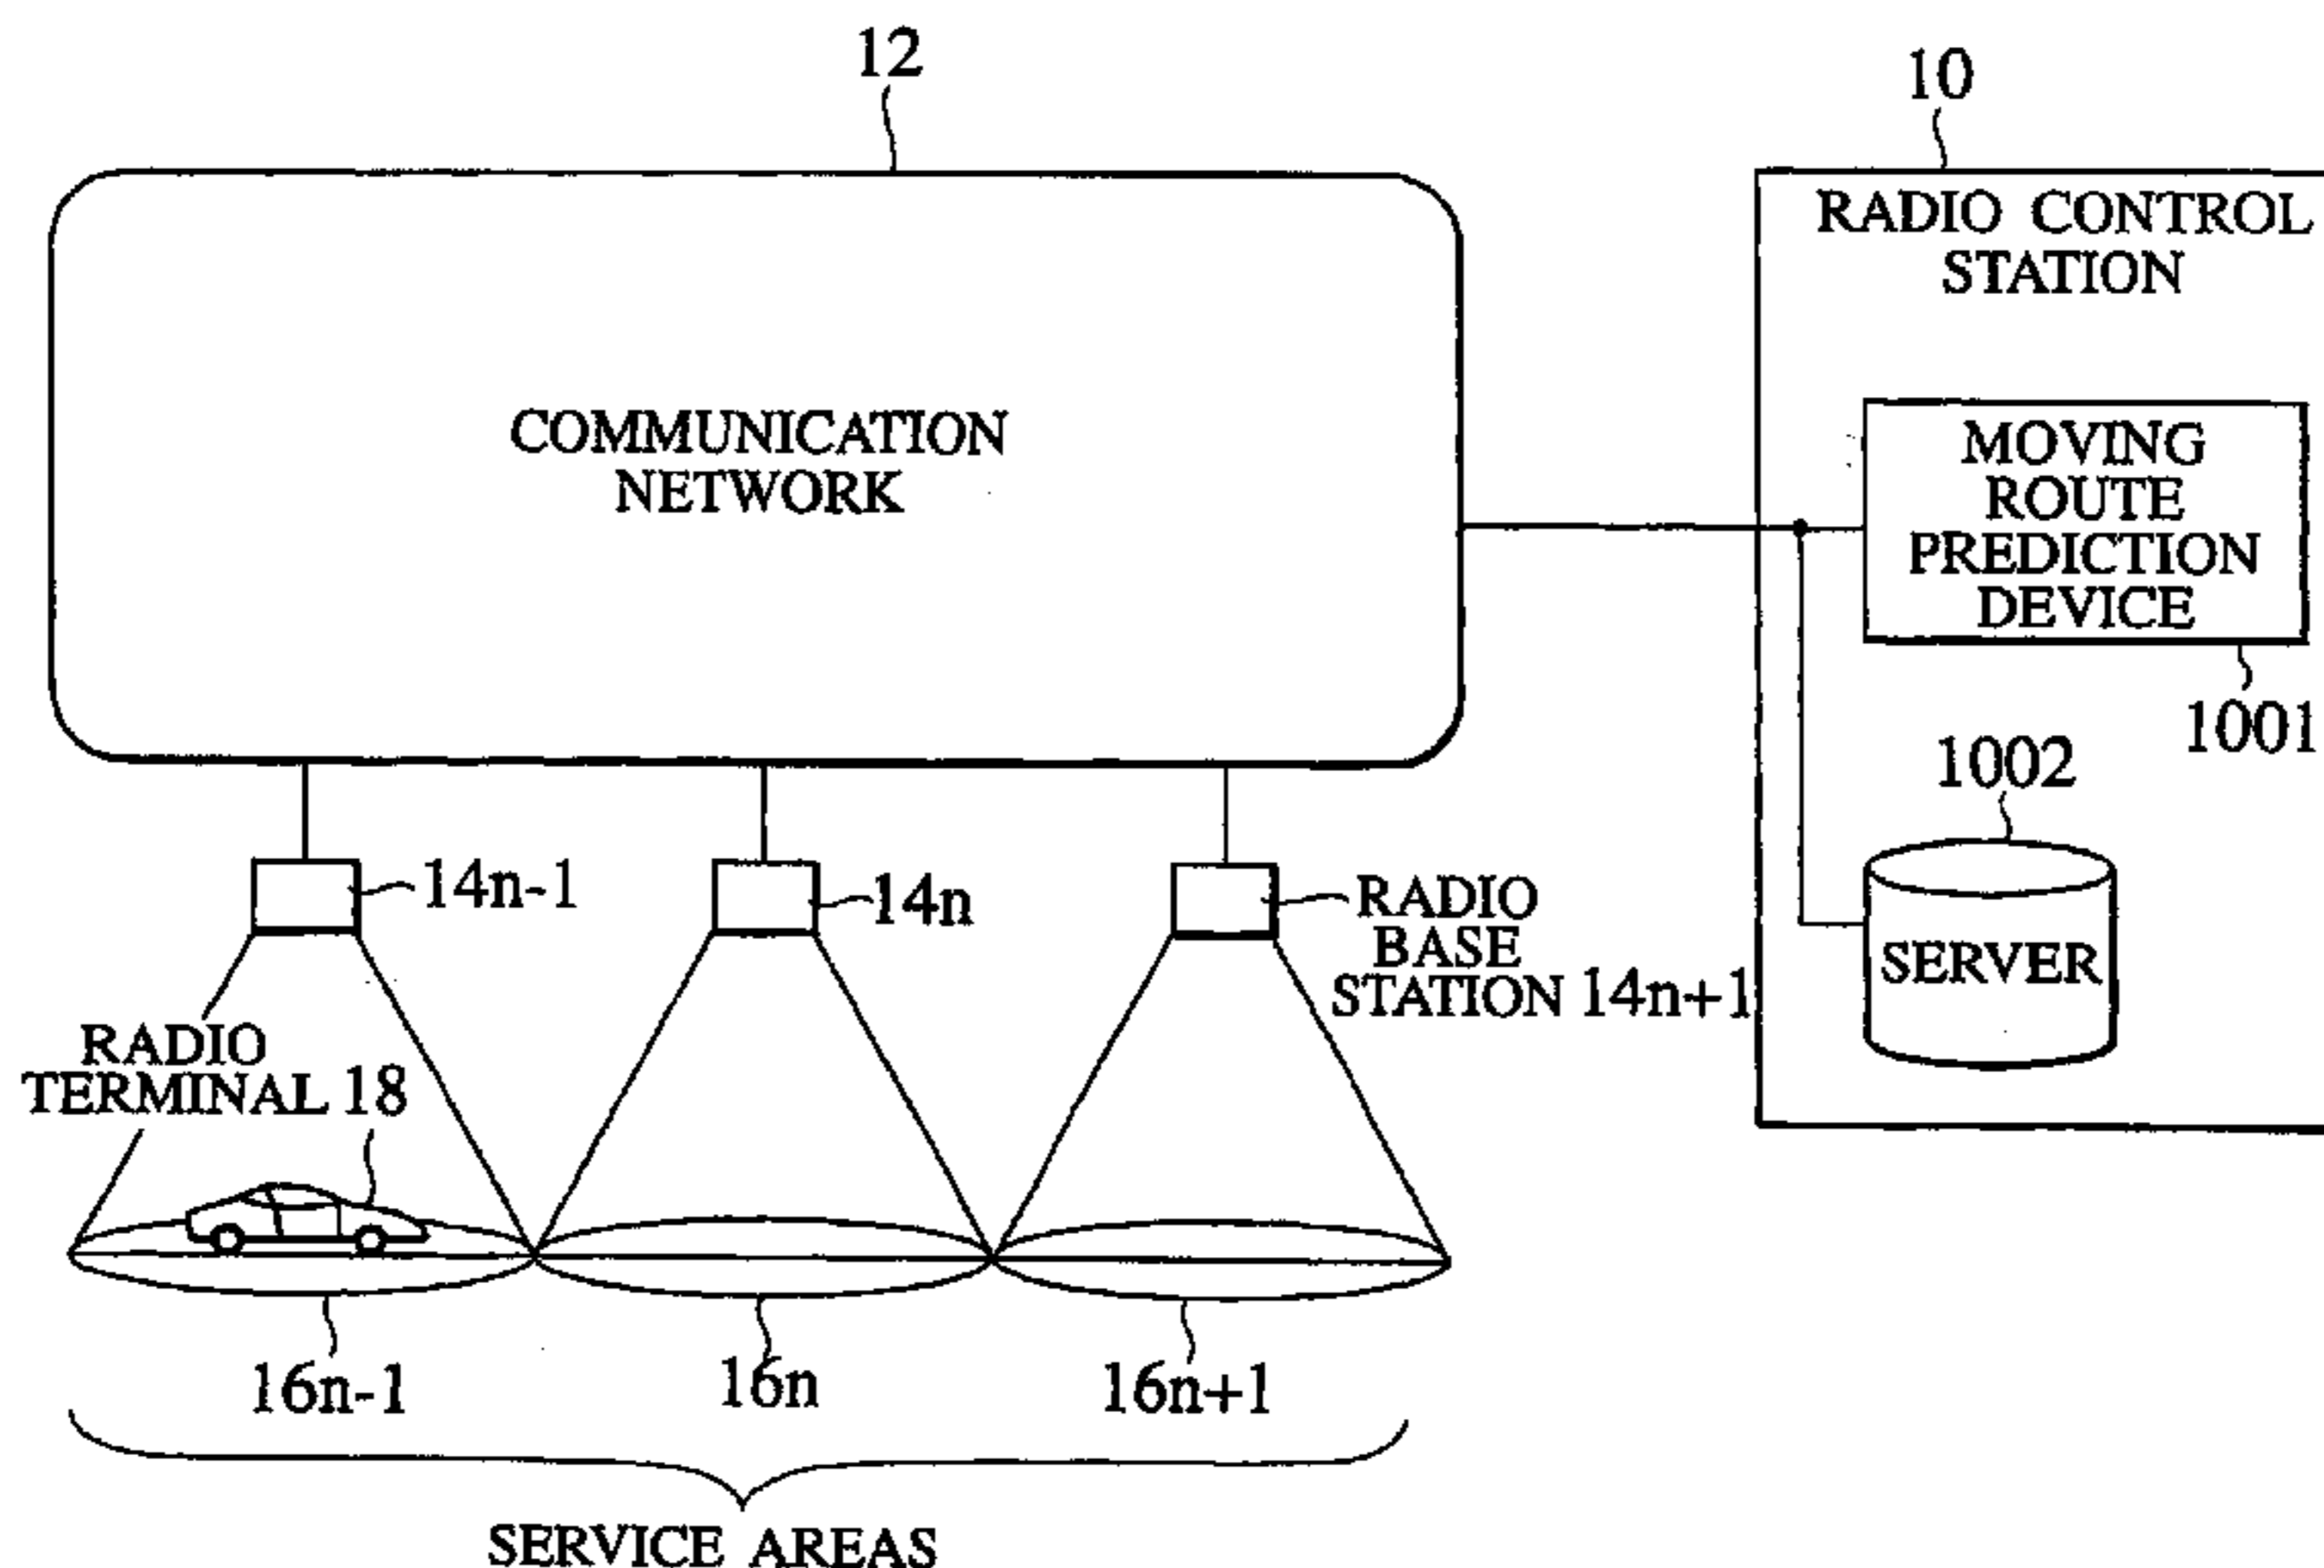 12
10
RADIO CONTROL
STATION
COMMUNICATION
NETWORK
MOVING
ROUTE
PREDICTION
DEVICE
1001
1002
SERVER
14n-1
14n
RADIO
BASE
STATION 14n+1
RADIO
TERMINAL 18
16n-1
16n
16n+1
SERVICE AREAS